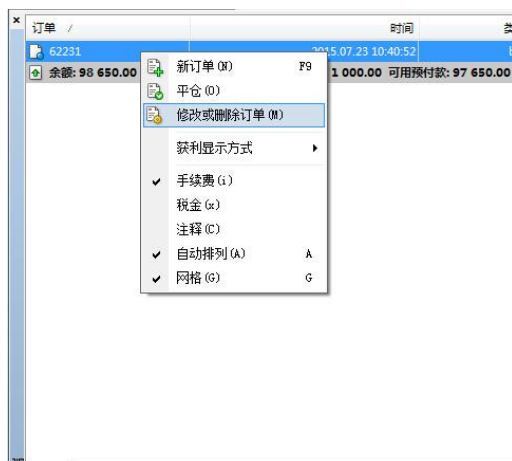 订单 / 时间 类
62231 2015.07.23 10:40:52 b
余额: 98 650.00 1 000.00 可用预付款: 97 650.00
新订单(N) F9
平仓(O)
修改或删除订单(M)
获利显示方式
手续费(i)
税金(x)
注释(C)
自动排列(A) A
网格(G) G